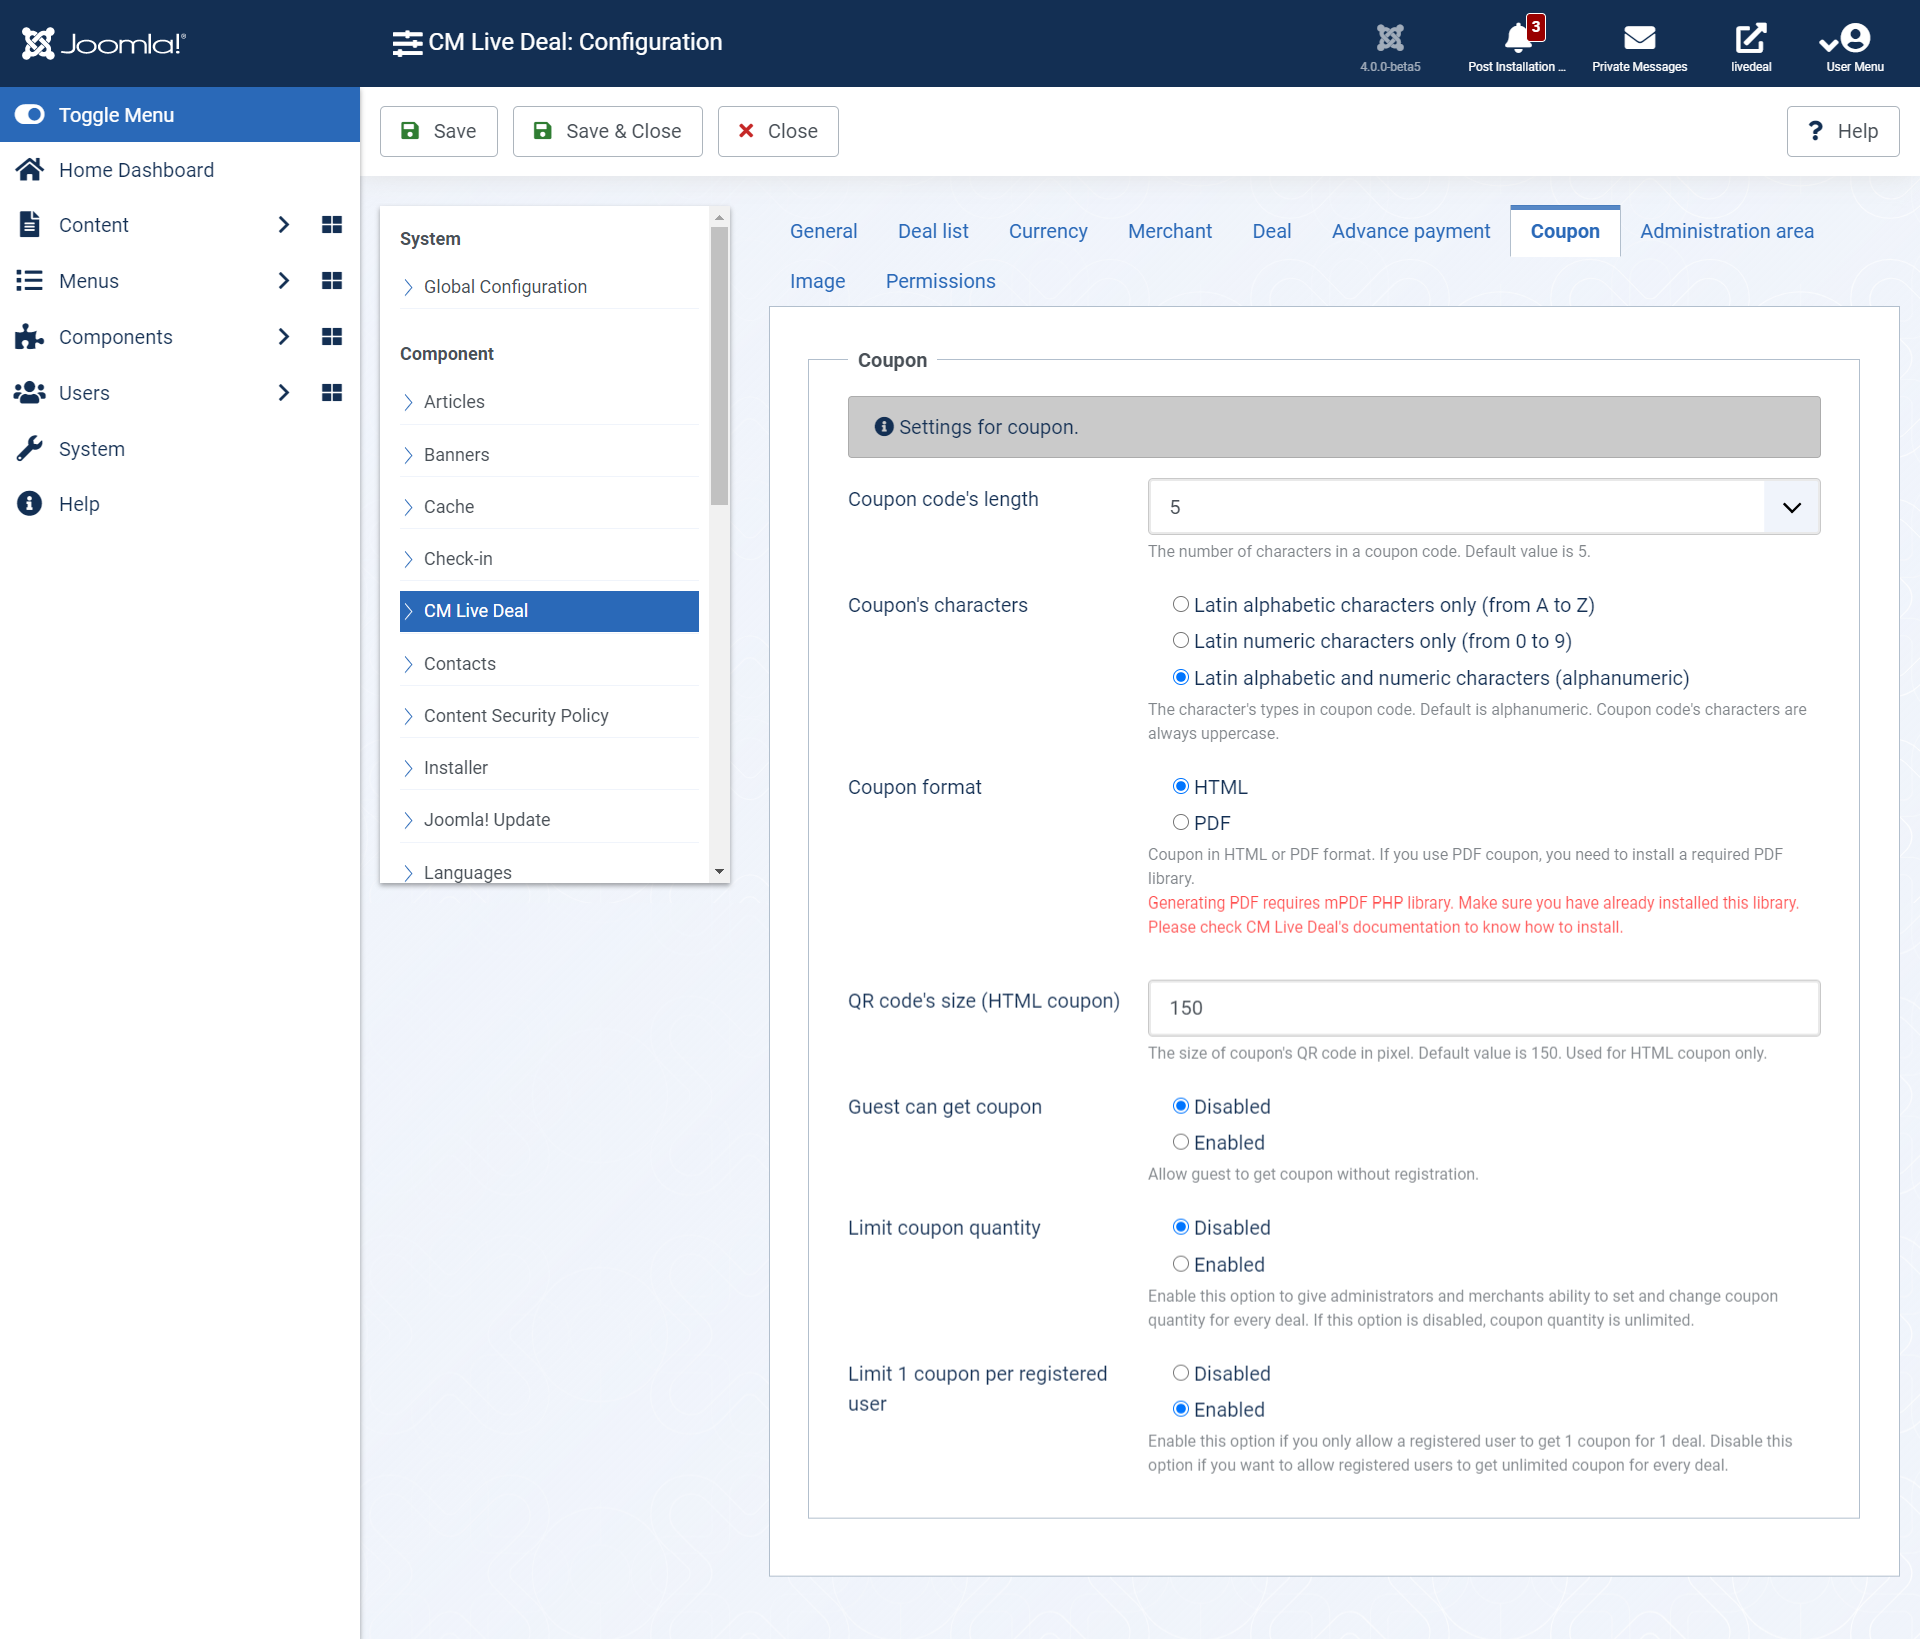 Joomla!®
CM Live Deal: Configuration
4.0.0-beta5
3
Post Installation ...
Private Messages
livedeal
User Menu
Toggle Menu
Home Dashboard
Content
Menus
Components
Users
System
Help
Save
Save & Close
Close
Help
System
Global Configuration
Component
Articles
Banners
Cache
Check-in
CM Live Deal
Contacts
Content Security Policy
Installer
Joomla! Update
Languages
General
Deal list
Currency
Merchant
Deal
Advance payment
Coupon
Administration area
Image
Permissions
Coupon
Settings for coupon.
Coupon code's length
5
The number of characters in a coupon code. Default value is 5.
Coupon's characters
Latin alphabetic characters only (from A to Z)
Latin numeric characters only (from 0 to 9)
Latin alphabetic and numeric characters (alphanumeric)
The character's types in coupon code. Default is alphanumeric. Coupon code's characters are
always uppercase.
Coupon format
HTML
PDF
Coupon in HTML or PDF format. If you use PDF coupon, you need to install a required PDF
library.
Generating PDF requires mPDF PHP library. Make sure you have already installed this library.
Please check CM Live Deal's documentation to know how to install.
QR code's size (HTML coupon)
150
The size of coupon's QR code in pixel. Default value is 150. Used for HTML coupon only.
Guest can get coupon
Disabled
Enabled
Allow guest to get coupon without registration.
Limit coupon quantity
Disabled
Enabled
Enable this option to give administrators and merchants ability to set and change coupon
quantity for every deal. If this option is disabled, coupon quantity is unlimited.
Limit 1 coupon per registered
user
Disabled
Enabled
Enable this option if you only allow a registered user to get 1 coupon for 1 deal. Disable this
option if you want to allow registered users to get unlimited coupon for every deal.